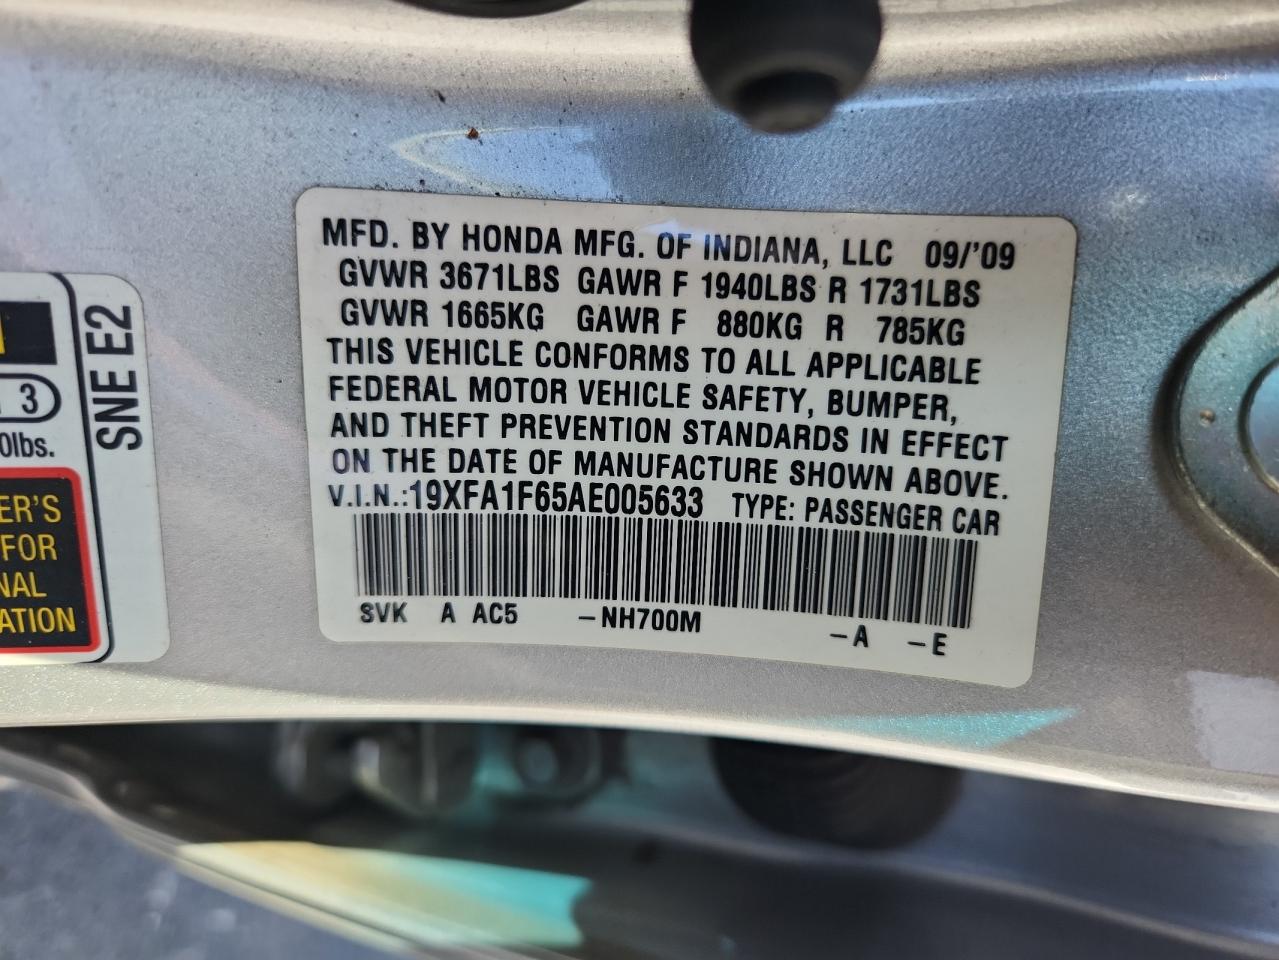 MFD. BY HONDA MFG. OF INDIANA, LLC 09/'09
GVWR 3671LBS GAWR F 1940LBS R 1731LBS
GVWR 1665KG GAWR F 880KG R 785KG
THIS VEHICLE CONFORMS TO ALL APPLICABLE
FEDERAL MOTOR VEHICLE SAFETY, BUMPER,
AND THEFT PREVENTION STANDARDS IN EFFECT
ON THE DATE OF MANUFACTURE SHOWN ABOVE.
V.I.N.:19XFA1F65AE005633 TYPE: PASSENGER CAR
SVK A AC5 -NH700M -A -E
SNE E2
3
0lbs.
ER'S
FOR
NAL
ATION